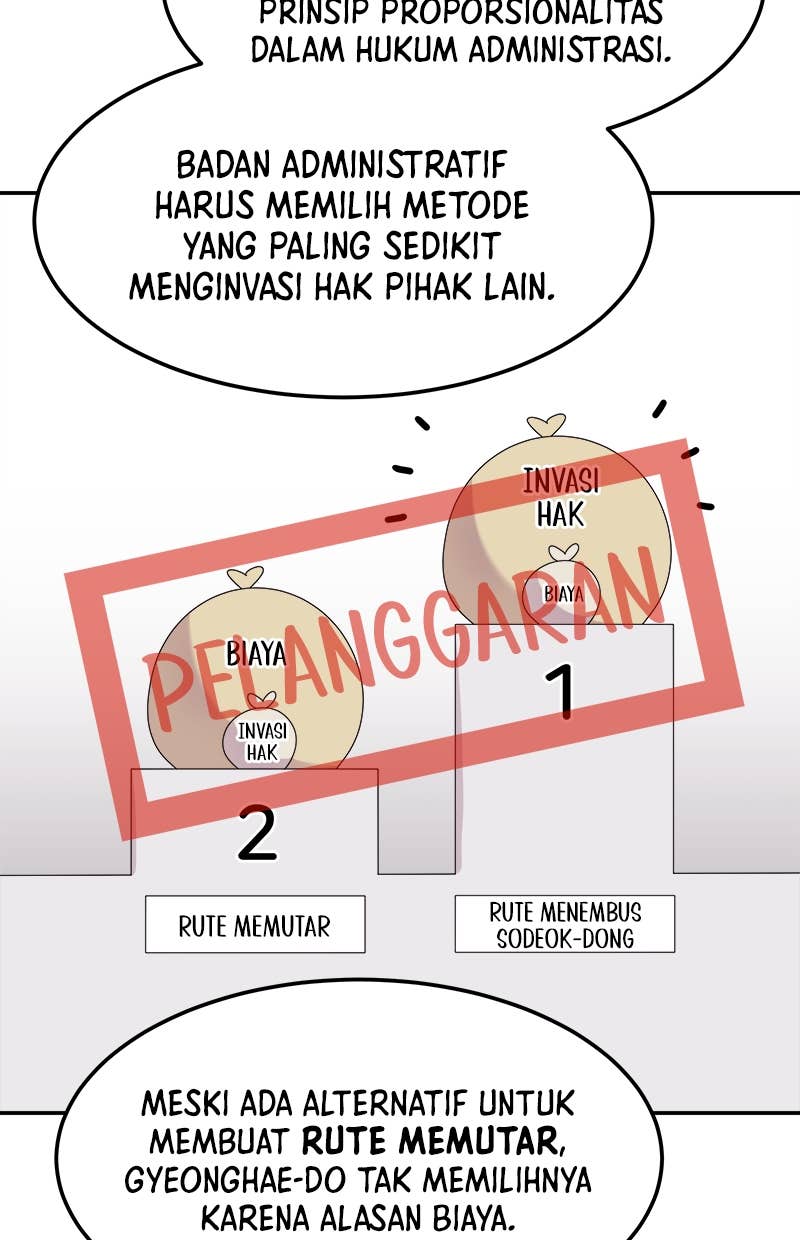 PRINSIP PROPORSIONALITAS
DALAM HUKUM ADMINISTRASI.
BADAN ADMINISTRATIF
HARUS MEMILIH METODE
YANG PALING SEDIKIT
MENGINVASI HAK PIHAK LAIN.
INVASI
HAK
BIAYA
PELANGGARAN
BIAYA
INVASI
HAK
1
2
RUTE MEMUTAR
RUTE MENEMBUS
SODEOK-DONG
MESKI ADA ALTERNATIF UNTUK
MEMBUAT RUTE MEMUTAR,
GYEONGHAE-DO TAK MEMILIHNYA
KARENA ALASAN BIAYA.